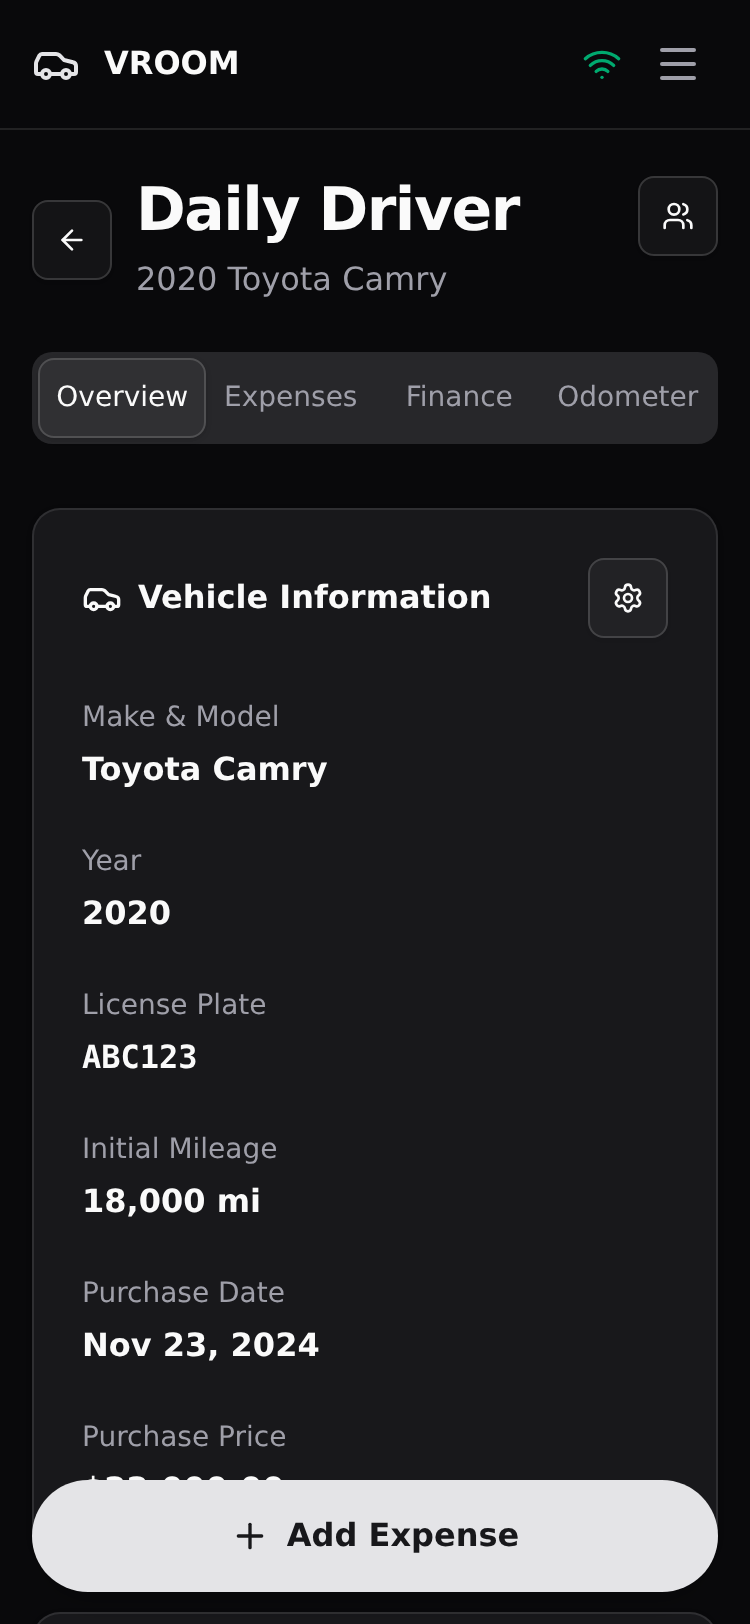 VROOM
Daily Driver
2020 Toyota Camry
Overview Expenses Finance Odometer
Vehicle Information
Make & Model
Toyota Camry
Year
2020
License Plate
ABC123
Initial Mileage
18,000 mi
Purchase Date
Nov 23, 2024
Purchase Price
Add Expense